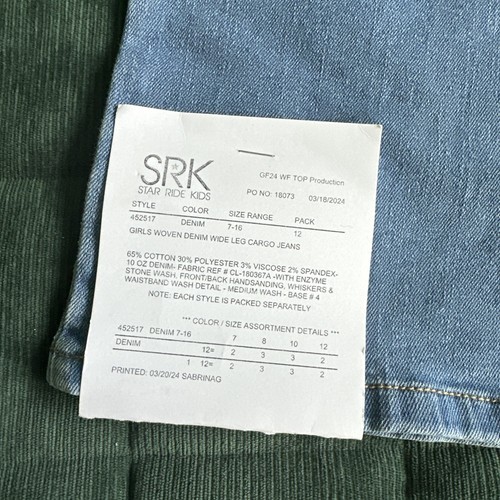 SRK
STAR RIDE KIDS
GF24 WF TOP Production
PO NO: 18073 03/18/2024
STYLE COLOR SIZE RANGE PACK
452517 DENIM 7-16 12
GIRLS WOVEN DENIM WIDE LEG CARGO JEANS
65% COTTON 30% POLYESTER 3% VISCOSE 2% SPANDEX-
10 OZ DENIM- FABRIC REF # CL-180367A -WITH ENZYME
STONE WASH, FRONT/BACK HANDSANDING, WHISKERS &
WAISTBAND WASH DETAIL - MEDIUM WASH - BASE # 4
NOTE: EACH STYLE IS PACKED SEPARATELY
*** COLOR / SIZE ASSORTMENT DETAILS ***
452517 DENIM 7-16 7 8 10 12
DENIM 12= 2 3 3 2
1 12= 2 3 3 2
PRINTED: 03/20/24 SABRINAG